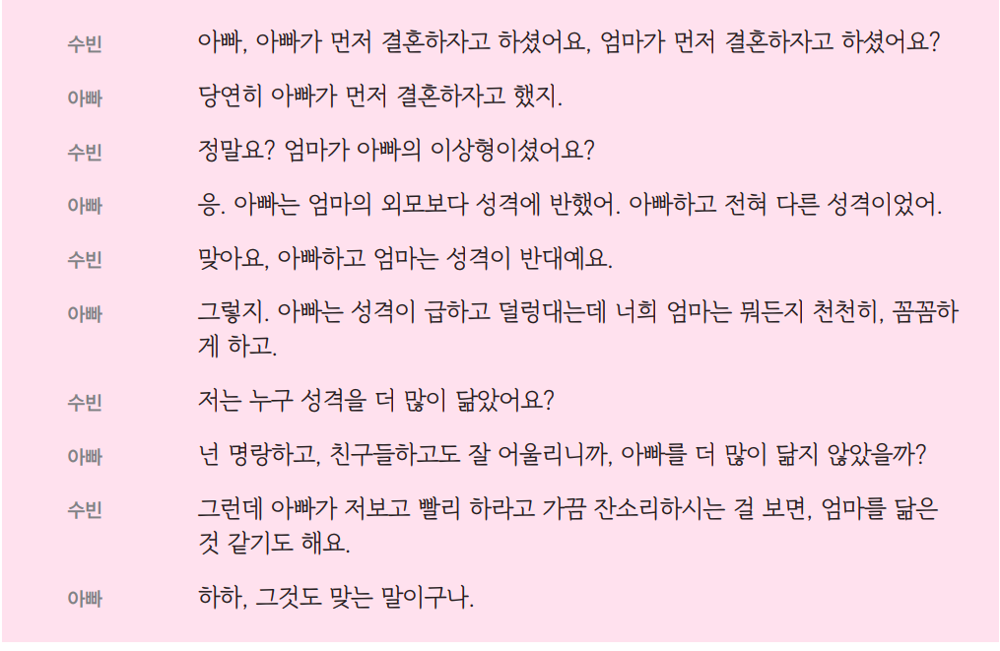 수빈 아빠, 아빠가 먼저 결혼하자고 하셨어요, 엄마가 먼저 결혼하자고 하셨어요?
아빠 당연히 아빠가 먼저 결혼하자고 했지.
수빈 정말요? 엄마가 아빠의 이상형이셨어요?
아빠 응. 아빠는 엄마의 외모보다 성격에 반했어. 아빠하고 전혀 다른 성격이었어.
수빈 맞아요, 아빠하고 엄마는 성격이 반대예요.
아빠 그렇지. 아빠는 성격이 급하고 덜렁대는데 너희 엄마는 뭐든지 천천히, 꼼꼼하
게 하고.
수빈 저는 누구 성격을 더 많이 닮았어요?
아빠 넌 명랑하고, 친구들하고도 잘 어울리니까, 아빠를 더 많이 닮지 않았을까?
수빈 그런데 아빠가 저보고 빨리 하라고 가끔 잔소리하시는 걸 보면, 엄마를 닮은
것 같기도 해요.
아빠 하하, 그것도 맞는 말이구나.